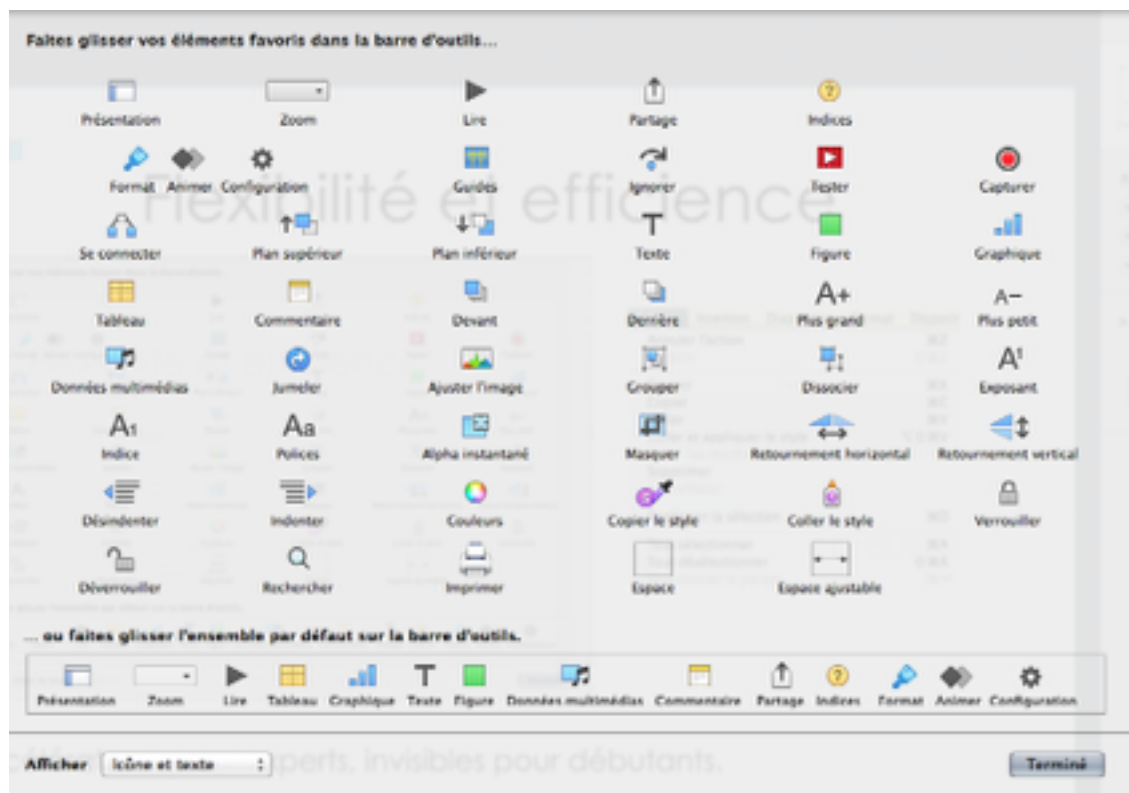 Faites glisser vos éléments favoris dans la barre d'outils...
Présentation Zoom Lire Partage Indices
Format Animer Configuration Guides Ignorer Tester Capturer
Flexibilité et efficience
Se connecter Plan supérieur Plan inférieur Texte Figure Graphique
Tableau Commentaire Devant Derrière Plus grand Plus petit
Données multimédias Jumeler Ajuster l'image Grouper Dissocier Exposant
Indice Polices Alpha instantané Masquer Retournement horizontal Retournement vertical
Désindenter Indenter Couleurs Copier le style Coller le style Verrouiller
Déverrouiller Rechercher Imprimer Espace Espace ajustable
... ou faites glisser l'ensemble par défaut sur la barre d'outils.
Présentation Zoom Lire Tableau Graphique Texte Figure Données multimédias Commentaire Partage Indices Format Animer Configuration
Afficher Icône et texte Terminé
invisibles pour débutants.